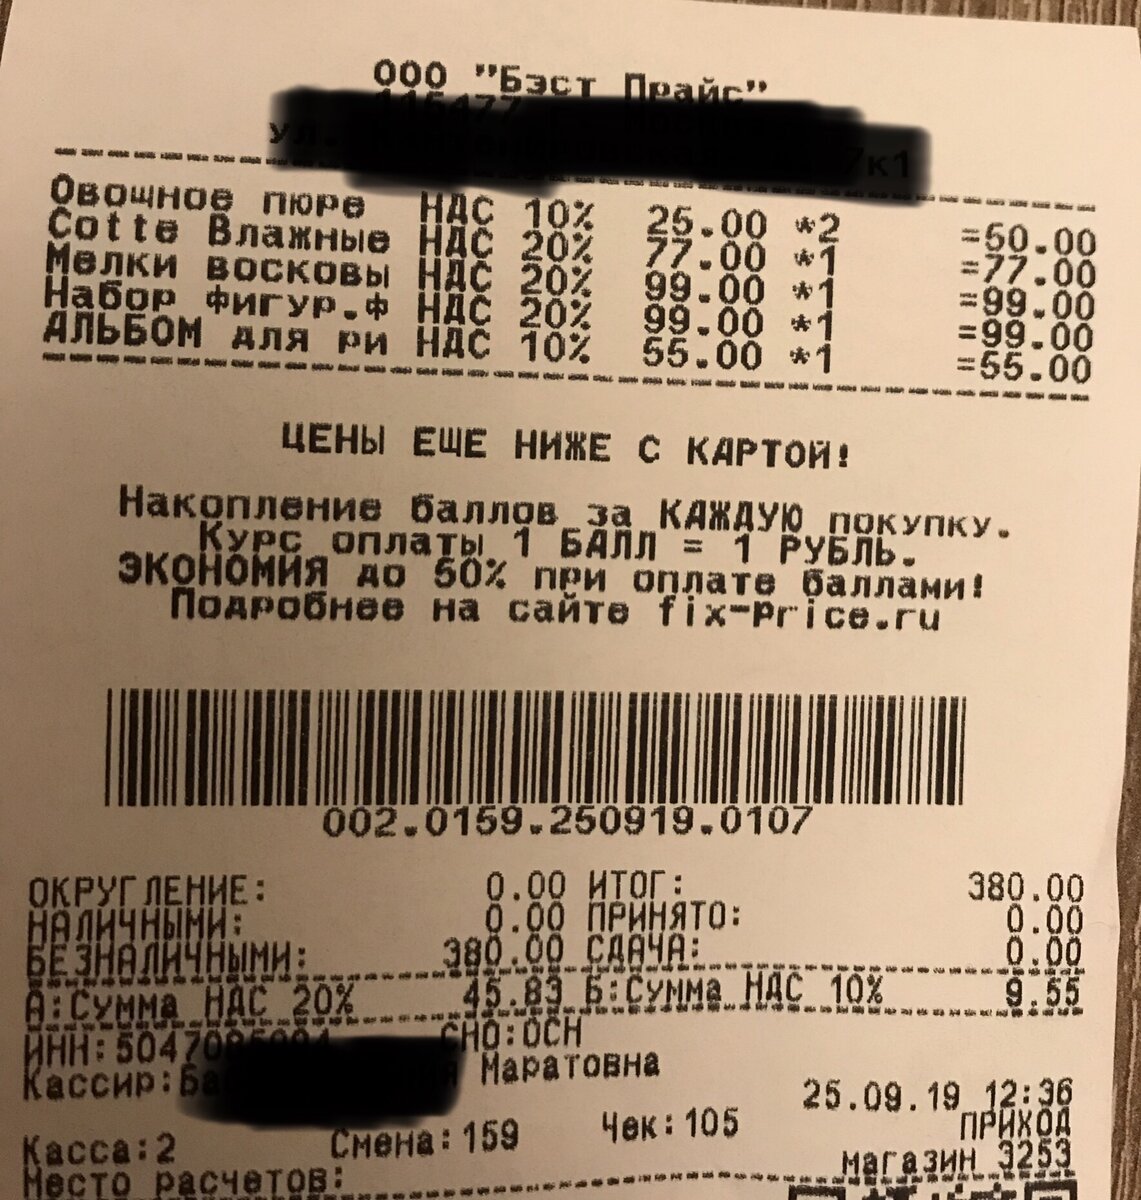 ООО "Бэст Прайс"
ул.
7к1
Овощное пюре НДС 10% 25.00 *2 =50.00
Cotte Влажные НДС 20% 77.00 *1 =77.00
Мелки восковы НДС 20% 99.00 *1 =99.00
Набор фигур.ф НДС 20% 99.00 *1 =99.00
АЛЬБОМ для ри НДС 10% 55.00 *1 =55.00
ЦЕНЫ ЕЩЕ НИЖЕ С КАРТОЙ!
Накопление баллов за КАЖДУЮ покупку.
Курс оплаты 1 БАЛЛ = 1 РУБЛЬ.
ЭКОНОМИЯ до 50% при оплате баллами!
Подробнее на сайте fix-price.ru
002.0159.250919.0107
ОКРУГЛЕНИЕ: 0.00 ИТОГ: 380.00
НАЛИЧНЫМИ: 0.00 ПРИНЯТО: 0.00
БЕЗНАЛИЧНЫМИ: 380.00 СДАЧА: 0.00
А:Сумма НДС 20% 45.83 Б:Сумма НДС 10% 9.55
ИНН: СНО:ОСН
Кассир: Маратовна
25.09.19 12:36
Касса:2 Смена:159 Чек:105 ПРИХОД
Место расчетов: магазин 3253